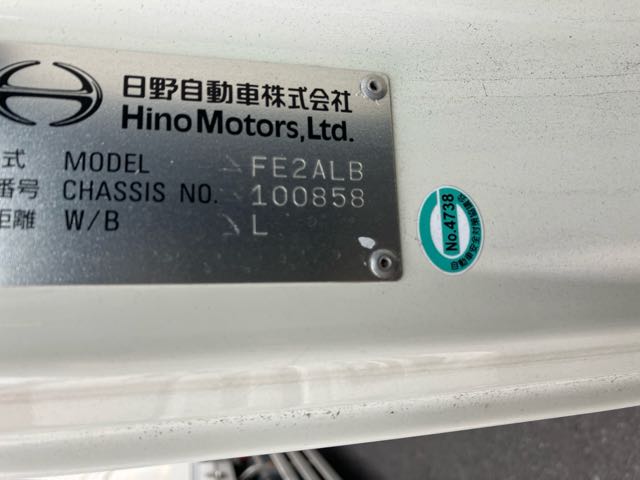 日野自動車株式会社
Hino Motors, Ltd.
式 MODEL FE2ALB
番号 CHASSIS NO. 100858
距離 W/B L
No.4738